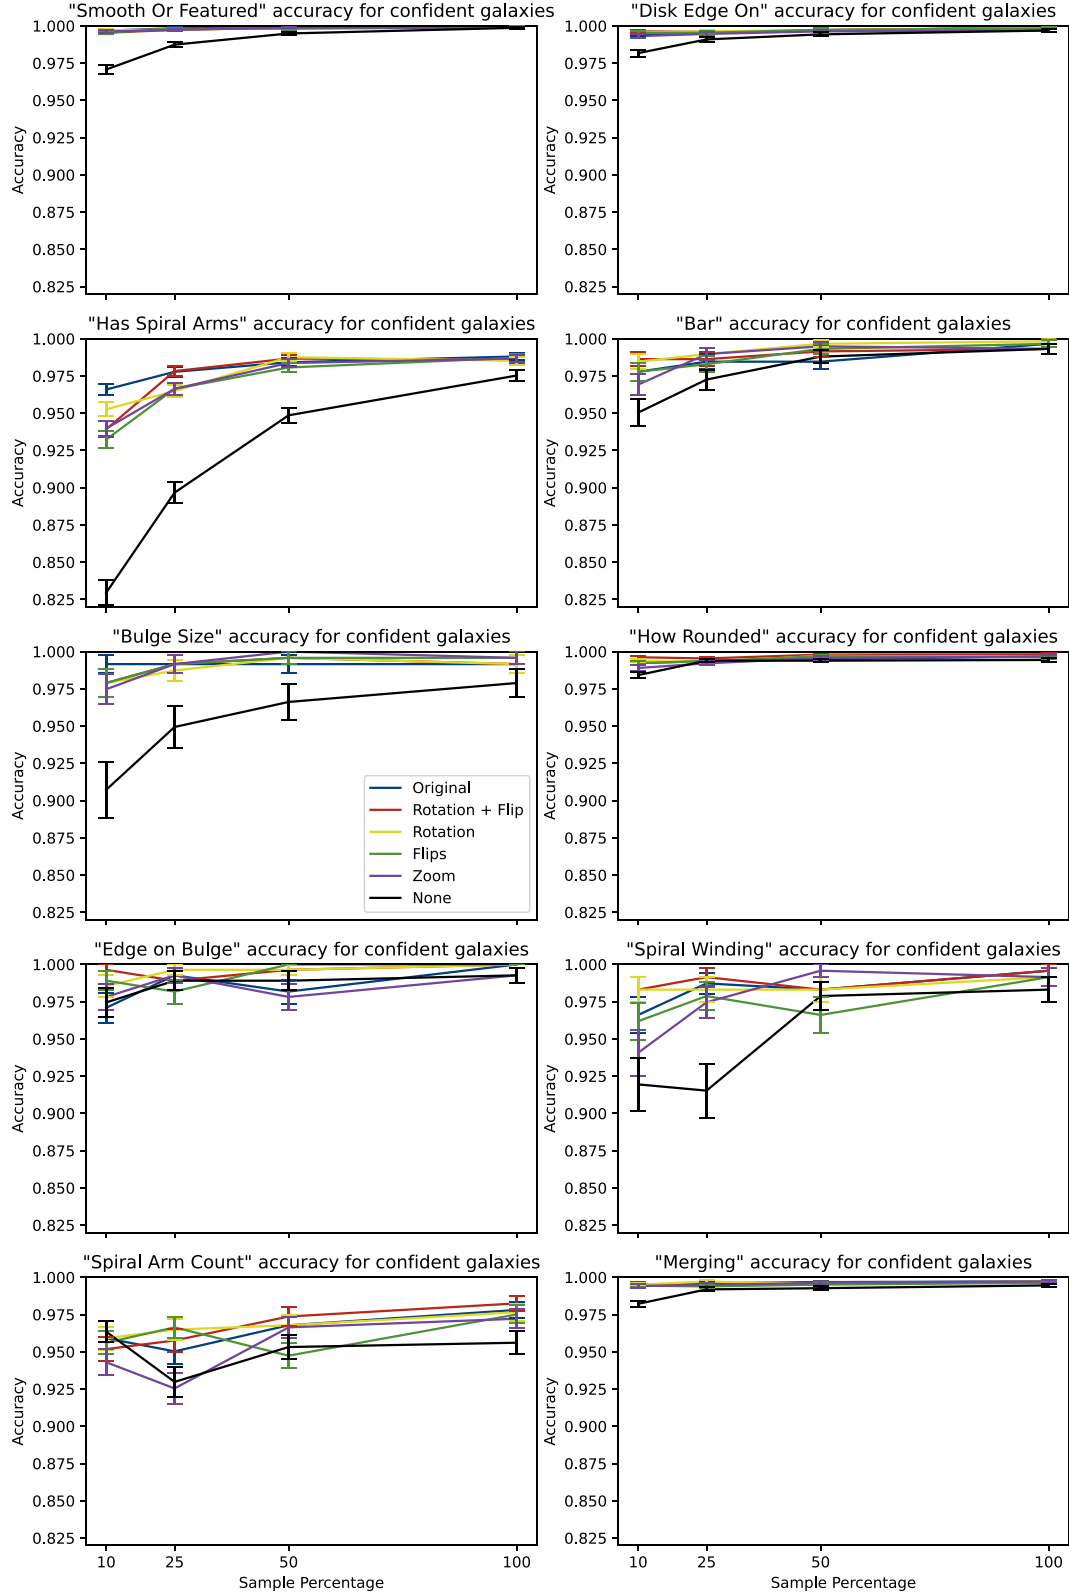 "Smooth Or Featured" accuracy for confident galaxies
1.000
0.975
0.950
0.925
0.900
0.875
0.850
0.825
Accuracy
"Disk Edge On" accuracy for confident galaxies
1.000
0.975
0.950
0.925
0.900
0.875
0.850
0.825
Accuracy
"Has Spiral Arms" accuracy for confident galaxies
1.000
0.975
0.950
0.925
0.900
0.875
0.850
0.825
Accuracy
"Bar" accuracy for confident galaxies
1.000
0.975
0.950
0.925
0.900
0.875
0.850
0.825
Accuracy
"Bulge Size" accuracy for confident galaxies
1.000
0.975
0.950
0.925
0.900
0.875
0.850
0.825
Accuracy
Original
Rotation + Flip
Rotation
Flips
Zoom
None
"How Rounded" accuracy for confident galaxies
1.000
0.975
0.950
0.925
0.900
0.875
0.850
0.825
Accuracy
"Edge on Bulge" accuracy for confident galaxies
1.000
0.975
0.950
0.925
0.900
0.875
0.850
0.825
Accuracy
"Spiral Winding" accuracy for confident galaxies
1.000
0.975
0.950
0.925
0.900
0.875
0.850
0.825
Accuracy
"Spiral Arm Count" accuracy for confident galaxies
1.000
0.975
0.950
0.925
0.900
0.875
0.850
0.825
Accuracy
10 25 50 100
Sample Percentage
"Merging" accuracy for confident galaxies
1.000
0.975
0.950
0.925
0.900
0.875
0.850
0.825
Accuracy
10 25 50 100
Sample Percentage